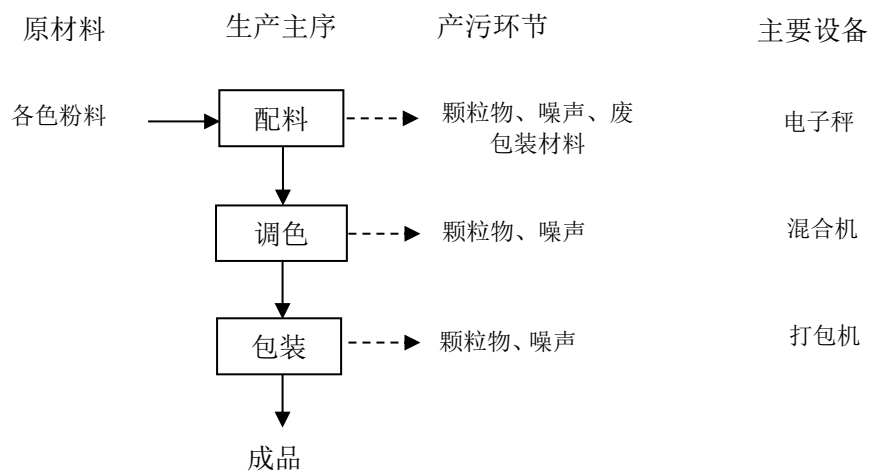 原材料 生产主序 产污环节 主要设备
各色粉料 配料 颗粒物、噪声、废
包装材料 电子秤
调色 颗粒物、噪声 混合机
包装 颗粒物、噪声 打包机
成品